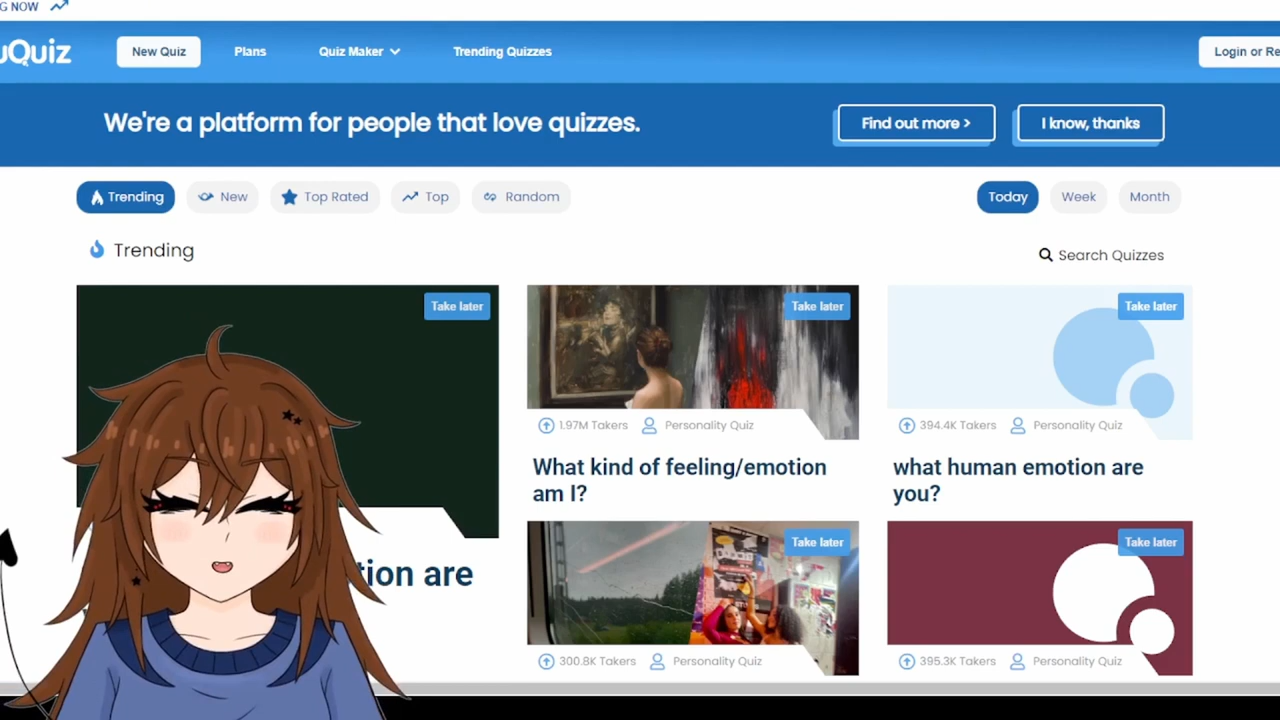 G NOW
uQuiz
New Quiz
Plans
Quiz Maker
Trending Quizzes
Login or Re
We're a platform for people that love quizzes.
Find out more >
I know, thanks
Trending
New
Top Rated
Top
Random
Today
Week
Month
Trending
Search Quizzes
Take later
tion are
Take later
1.97M Takers
Personality Quiz
What kind of feeling/emotion
am I?
Take later
394.4K Takers
Personality Quiz
what human emotion are
you?
Take later
300.8K Takers
Personality Quiz
Take later
395.3K Takers
Personality Quiz